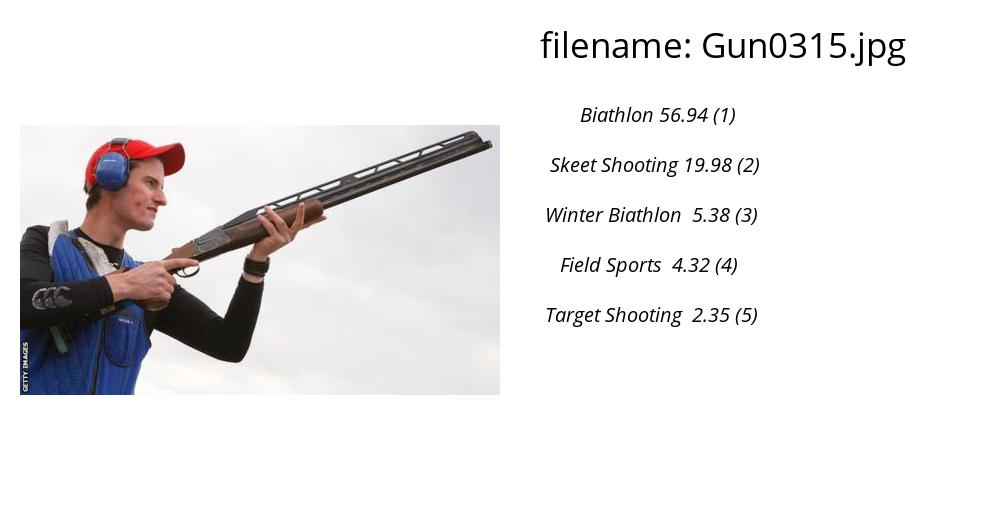 filename: Gun0315.jpg
Biathlon 56.94 (1)
Skeet Shooting 19.98 (2)
Winter Biathlon 5.38 (3)
Field Sports 4.32 (4)
Target Shooting 2.35 (5)
GETTY IMAGES